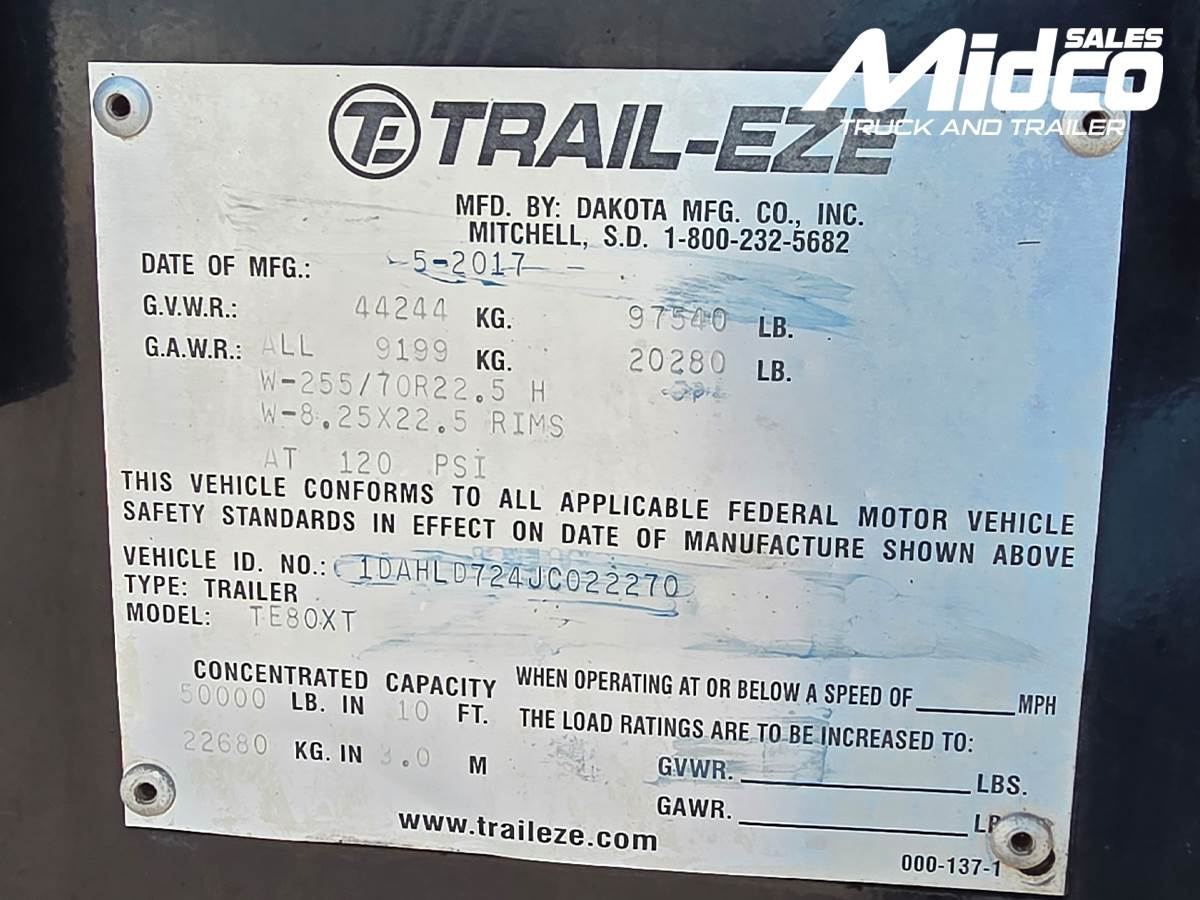 SALES
Midco
TRUCK AND TRAILER
TE TRAIL-EZE
MFD. BY: DAKOTA MFG. CO., INC.
MITCHELL, S.D. 1-800-232-5682
DATE OF MFG.: 5-2017
G.V.W.R.: 44244 KG. 97540 LB.
G.A.W.R.: ALL 9199 KG. 20280 LB.
W-255/70R22.5 H
W-8.25X22.5 RIMS
AT 120 PSI
THIS VEHICLE CONFORMS TO ALL APPLICABLE FEDERAL MOTOR VEHICLE
SAFETY STANDARDS IN EFFECT ON DATE OF MANUFACTURE SHOWN ABOVE
VEHICLE ID. NO.: 1DAHLD724JC022270
TYPE: TRAILER
MODEL: TE80XT
CONCENTRATED CAPACITY
50000 LB. IN 10 FT.
22680 KG. IN 3.0 M
WHEN OPERATING AT OR BELOW A SPEED OF ______ MPH
THE LOAD RATINGS ARE TO BE INCREASED TO:
GVWR. ______ LBS.
GAWR. ______
www.traileze.com
000-137-1